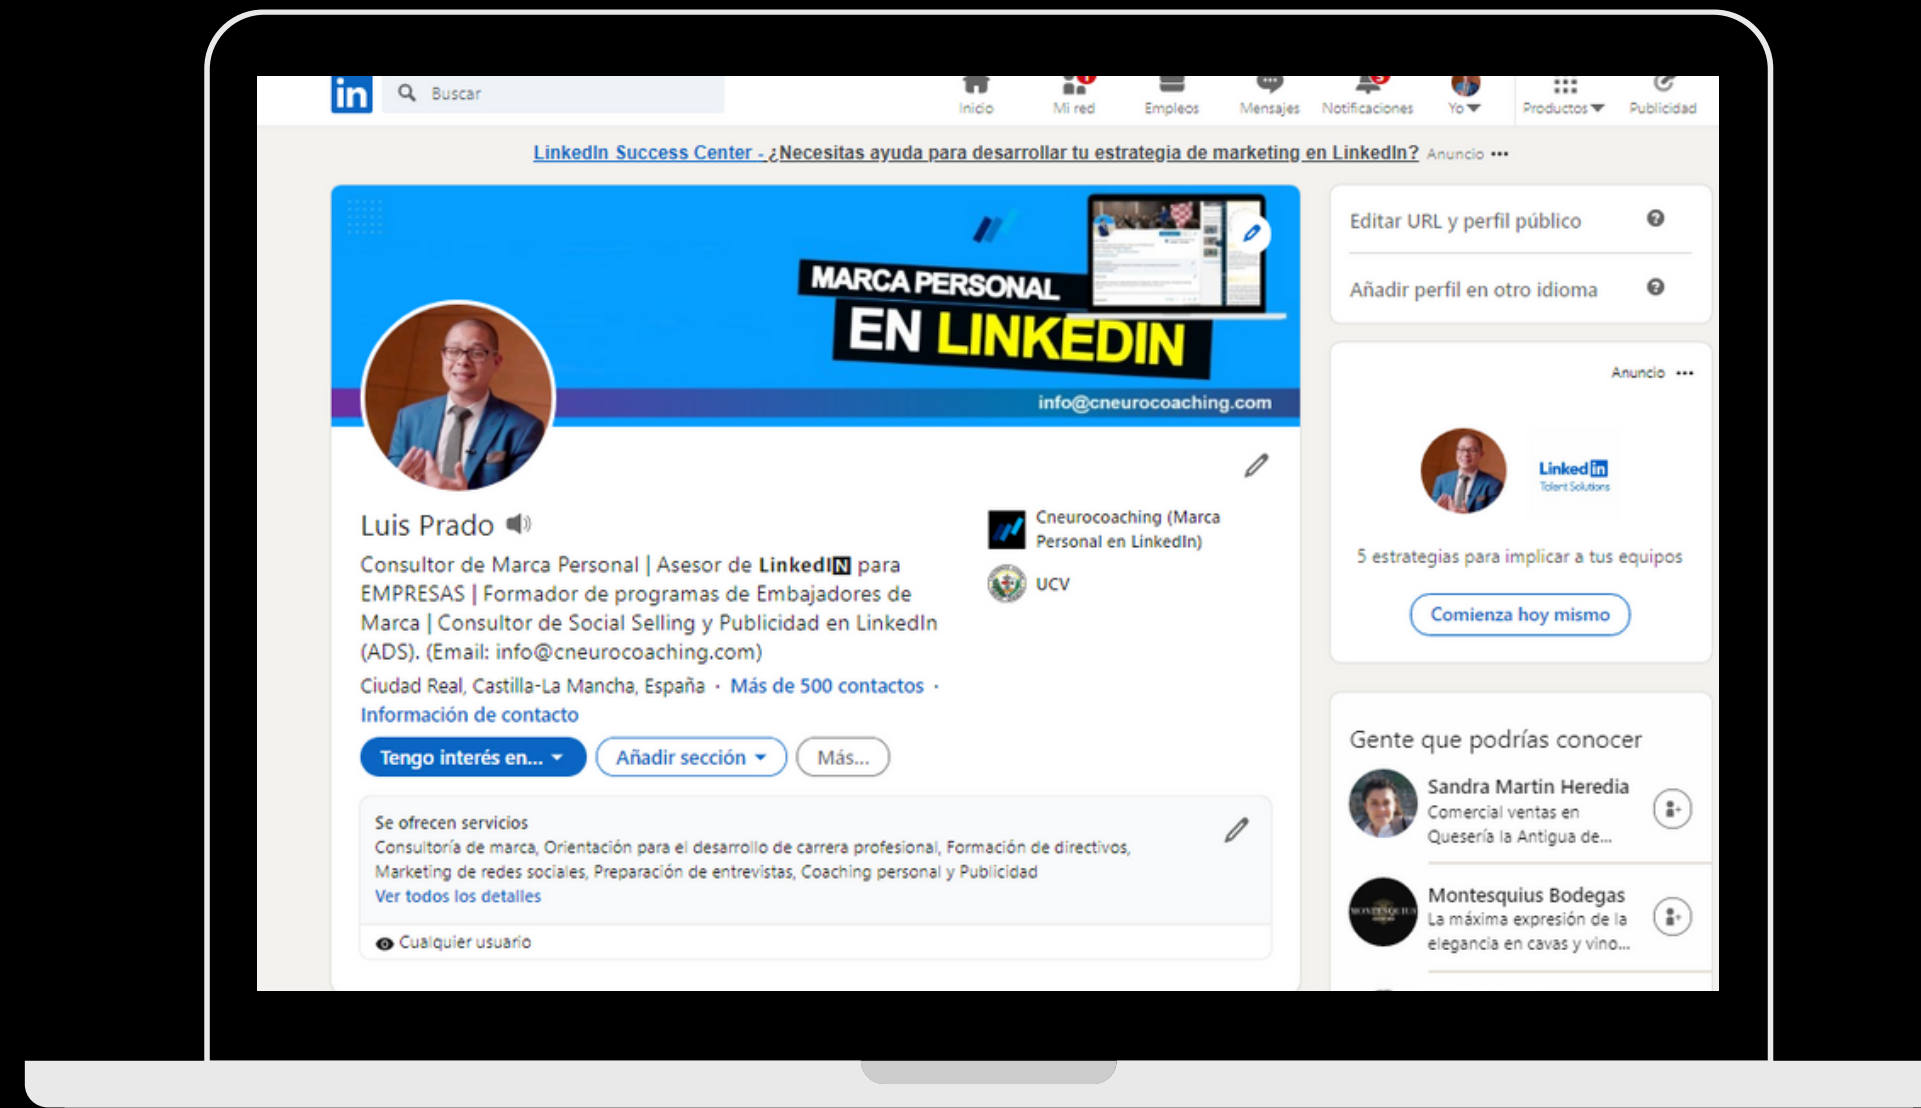 in
Buscar
Inicio
Mi red
Empleos
Mensajes
Notificaciones
Yo
Productos
Publicidad
LinkedIn Success Center - ¿Necesitas ayuda para desarrollar tu estrategia de marketing en LinkedIn? Anuncio
MARCA PERSONAL
EN LINKEDIN
info@cneurocoaching.com
Luis Prado
Consultor de Marca Personal | Asesor de LinkedIN para
EMPRESAS | Formador de programas de Embajadores de
Marca | Consultor de Social Selling y Publicidad en LinkedIn
(ADS). (Email: info@cneurocoaching.com)
Ciudad Real, Castilla-La Mancha, España · Más de 500 contactos ·
Información de contacto
Cneurocoaching (Marca
Personal en LinkedIn)
UCV
Tengo interés en...
Añadir sección
Más...
Se ofrecen servicios
Consultoría de marca, Orientación para el desarrollo de carrera profesional, Formación de directivos,
Marketing de redes sociales, Preparación de entrevistas, Coaching personal y Publicidad
Ver todos los detalles
Cualquier usuario
Editar URL y perfil público
Añadir perfil en otro idioma
Anuncio
Linked in
Talent Solutions
5 estrategias para implicar a tus equipos
Comienza hoy mismo
Gente que podrías conocer
Sandra Martin Heredia
Comercial ventas en
Quesería la Antigua de...
MONTESQUIUS
Montesquius Bodegas
La máxima expresión de la
elegancia en cavas y vino...